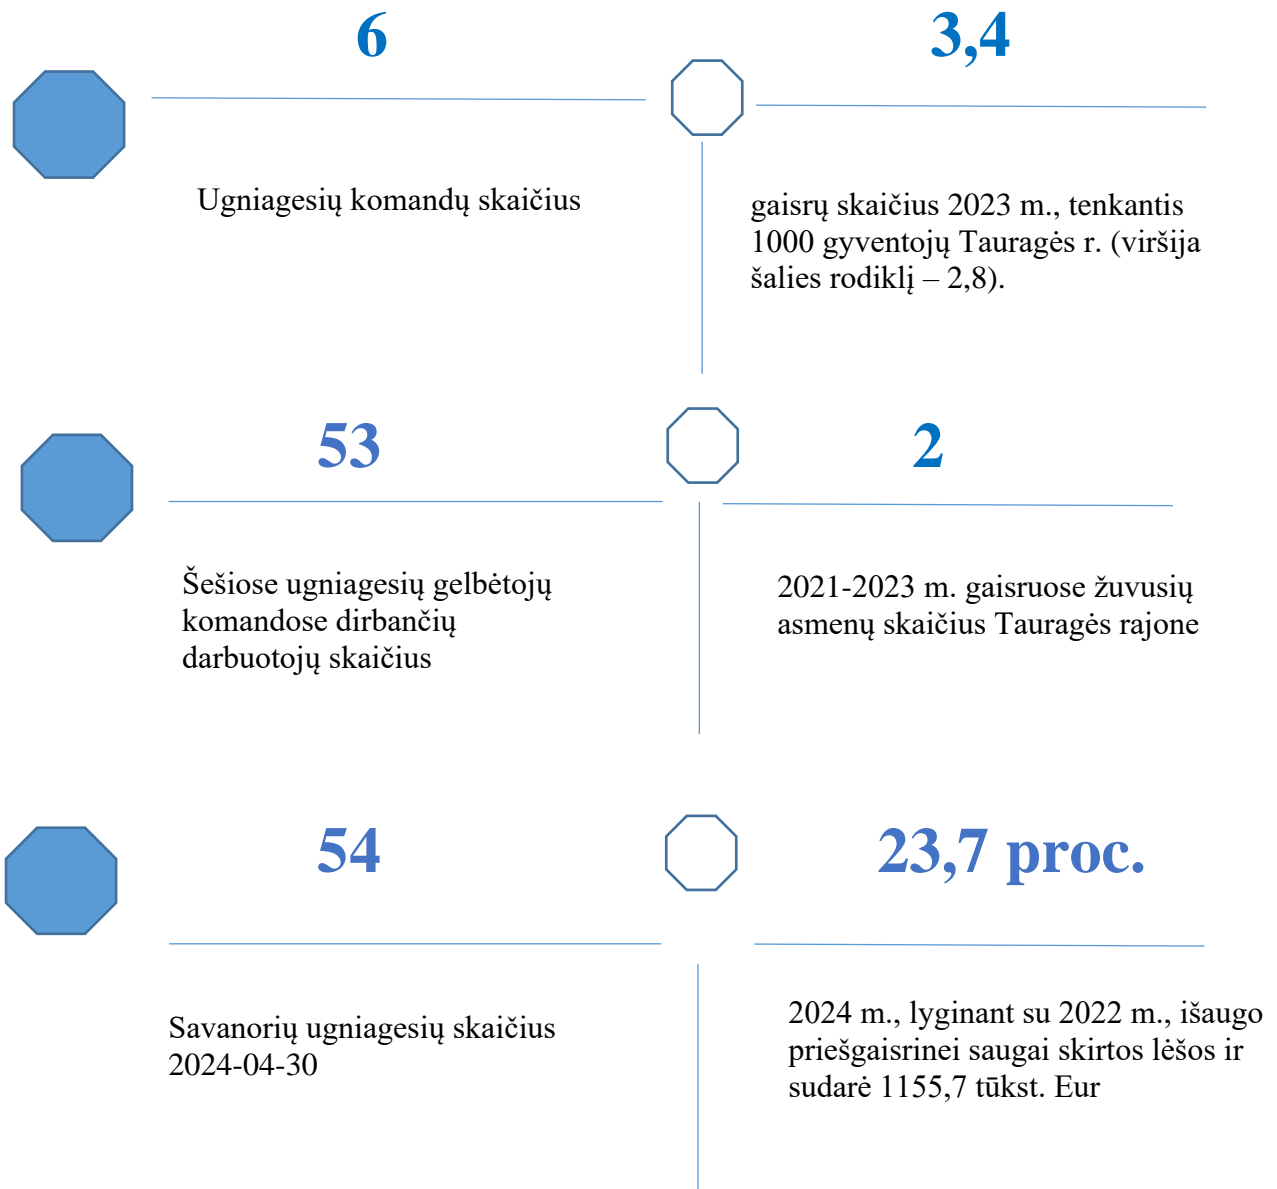 6
Ugniagesių komandų skaičius
3,4
gaisrų skaičius 2023 m., tenkantis
1000 gyventojų Tauragės r. (viršija
šalies rodiklį – 2,8).
53
Šešiose ugniagesių gelbėtojų
komandose dirbančių
darbuotojų skaičius
2
2021-2023 m. gaisruose žuvusių
asmenų skaičius Tauragės rajone
54
Savanorių ugniagesių skaičius
2024-04-30
23,7 proc.
2024 m., lyginant su 2022 m., išaugo
priešgaisrinei saugai skirtos lėšos ir
sudarė 1155,7 tūkst. Eur